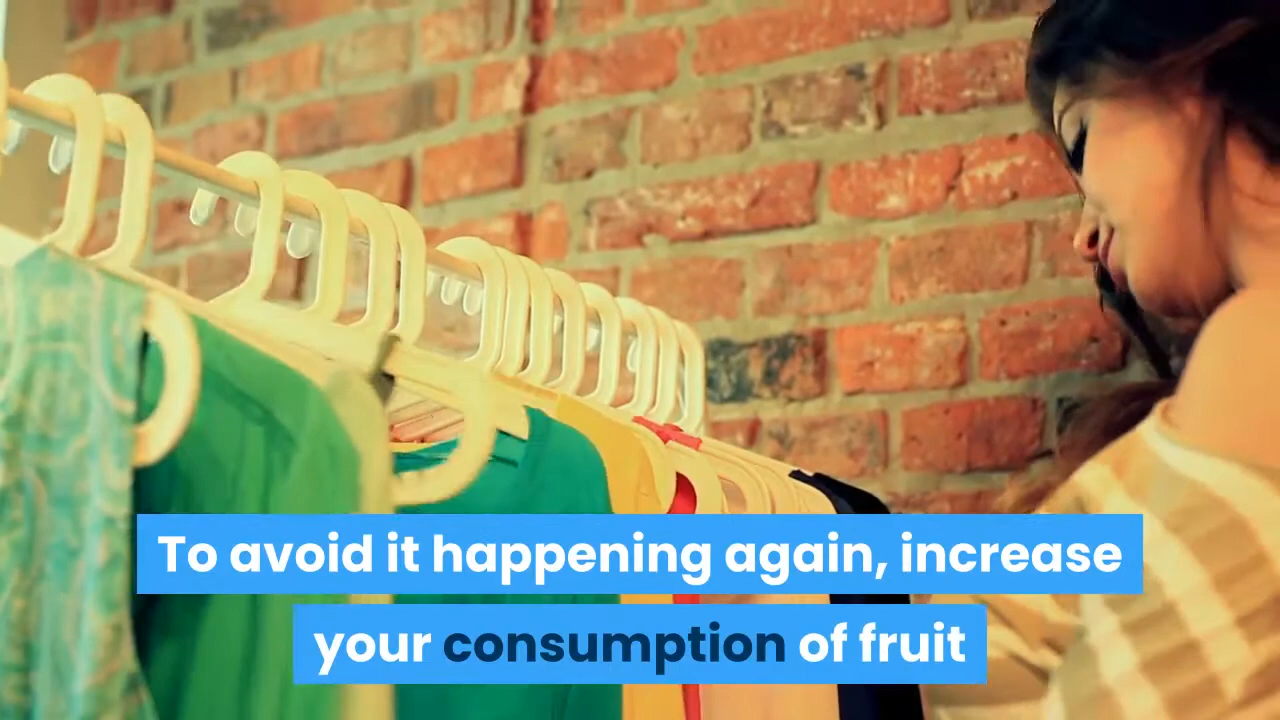 To avoid it happening again, increase
your consumption of fruit